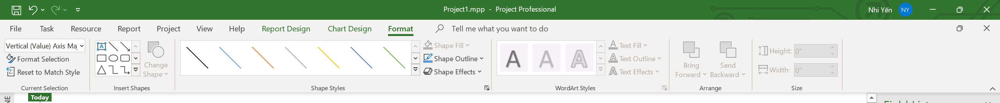 Project1.mpp - Project Professional
Nhi Yến NY
File Task Resource Report Project View Help Report Design Chart Design Format Tell me what you want to do
Vertical (Value) Axis Ma
Format Selection
Reset to Match Style
Current Selection
A
Change
Shape
Insert Shapes
Shape Fill
Shape Outline
Shape Effects
Shape Styles
A A A
Text Fill
Text Outline
Text Effects
WordArt Styles
Bring
Forward
Send
Backward
Arrange
Height: 0"
Width: 0"
Size
Today
NE